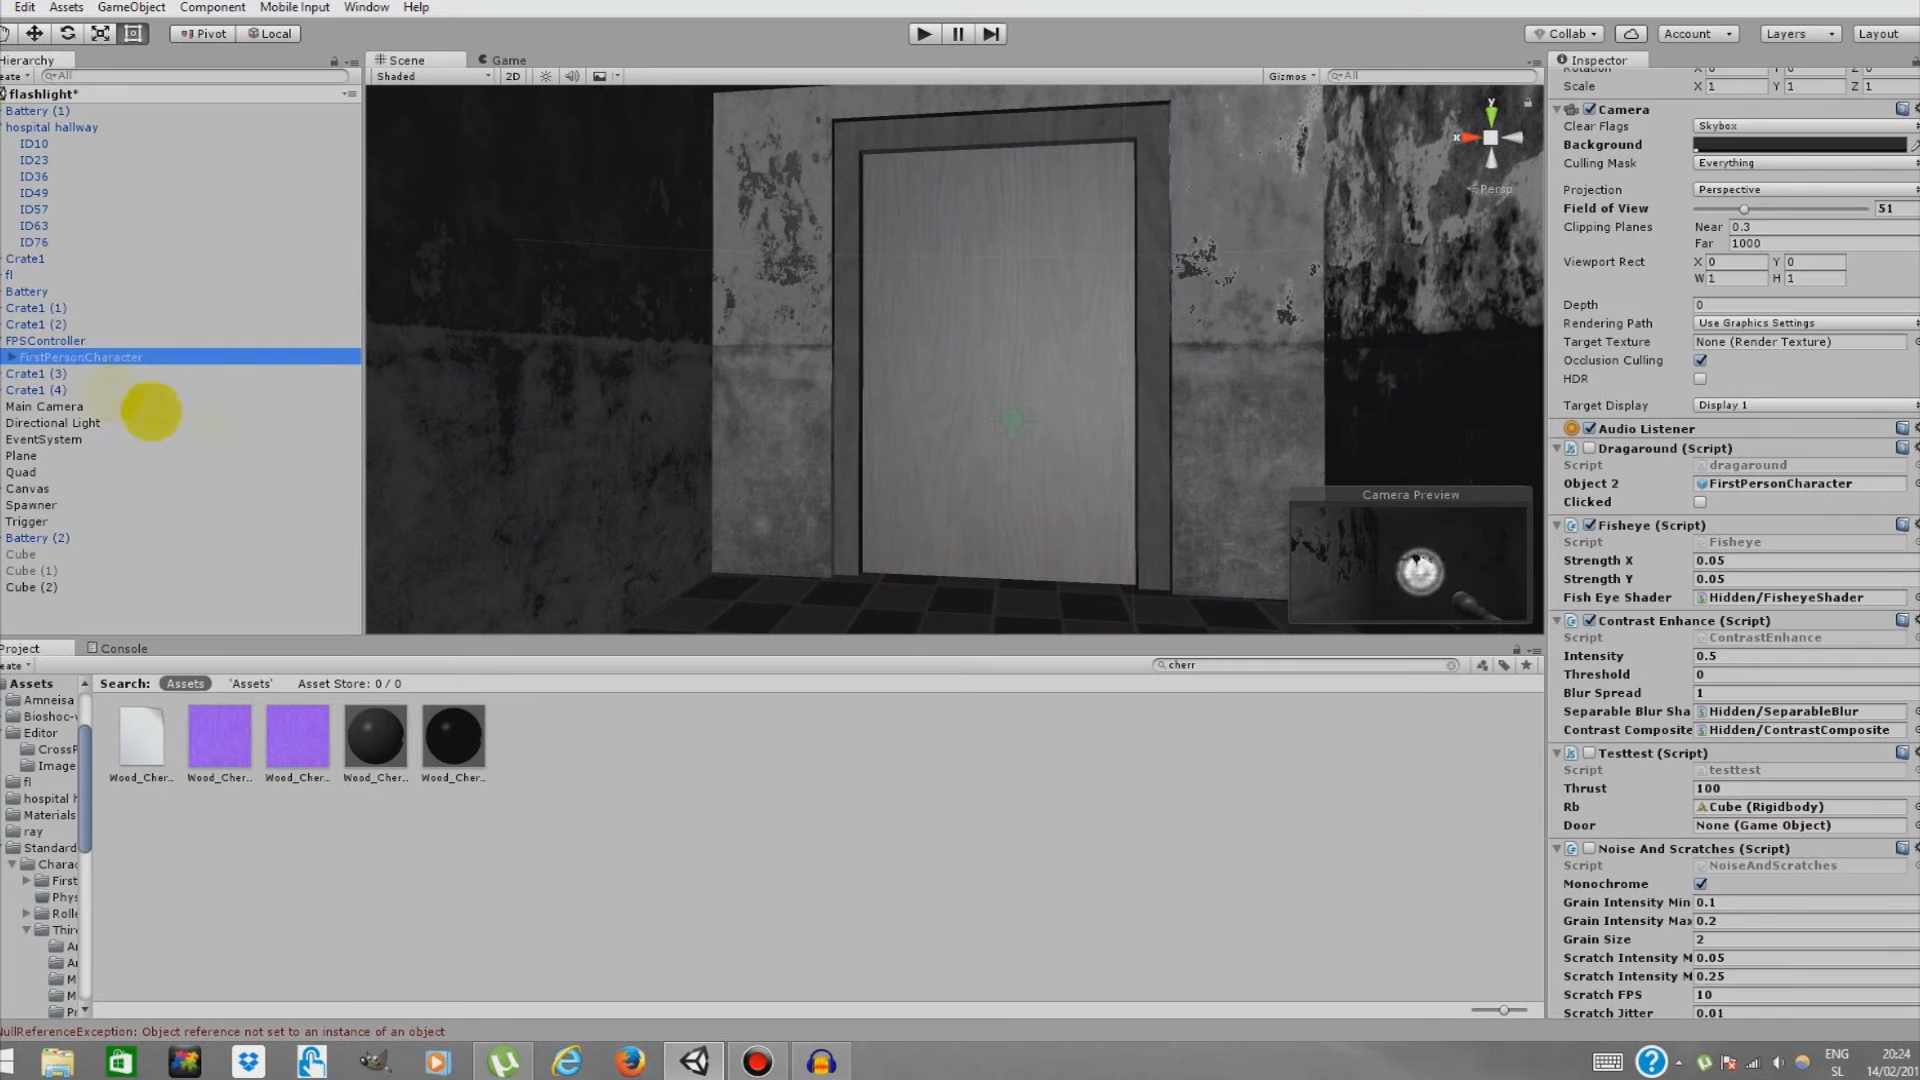 Edit Assets GameObject Component Mobile Input Window Help
Pivot Local Collab Account Layers Layout
Hierarchy Scene Game Inspector
All Shaded 2D Gizmos All
flashlight*
Battery (1)
hospital hallway
ID10
ID23
ID36
ID49
ID57
ID63
ID76
Crate1
fl
Battery
Crate1 (1)
Crate1 (2)
FPSController
FirstPersonCharacter
Crate1 (3)
Crate1 (4)
Main Camera
Directional Light
EventSystem
Plane
Quad
Canvas
Spawner
Trigger
Battery (2)
Cube
Cube (1)
Cube (2)
y
x
Persp
Camera Preview
Scale X 1 Y 1 Z 1
Camera
Clear Flags Skybox
Background
Culling Mask Everything
Projection Perspective
Field of View 51
Clipping Planes Near 0.3
Far 1000
Viewport Rect X 0 Y 0
W 1 H 1
Depth 0
Rendering Path Use Graphics Settings
Target Texture None (Render Texture)
Occlusion Culling
HDR
Target Display Display 1
Audio Listener
Dragaround (Script)
Script dragaround
Object 2 FirstPersonCharacter
Clicked
Fisheye (Script)
Script Fisheye
Strength X 0.05
Strength Y 0.05
Fish Eye Shader Hidden/FisheyeShader
Contrast Enhance (Script)
Script ContrastEnhance
Intensity 0.5
Threshold 0
Blur Spread 1
Separable Blur Sha Hidden/SeparableBlur
Contrast Composite Hidden/ContrastComposite
Testtest (Script)
Script testtest
Thrust 100
Rb Cube (Rigidbody)
Door None (Game Object)
Noise And Scratches (Script)
Script NoiseAndScratches
Monochrome
Grain Intensity Min 0.1
Grain Intensity Max 0.2
Grain Size 2
Scratch Intensity M 0.05
Scratch Intensity M 0.25
Scratch FPS 10
Scratch Jitter 0.01
Project Console
cherr
Search: Assets 'Assets' Asset Store: 0 / 0
Assets
Amneisa
Bioshoc-v
Editor
CrossP
Image
fl
hospital h
Materials
ray
Standard
Charac
First
Phys
Rolle
Thir
Wood_Cher..
Wood_Cher..
Wood_Cher..
Wood_Cher..
Wood_Cher..
NullReferenceException: Object reference not set to an instance of an object
ENG
SL
20:24
14/02/201